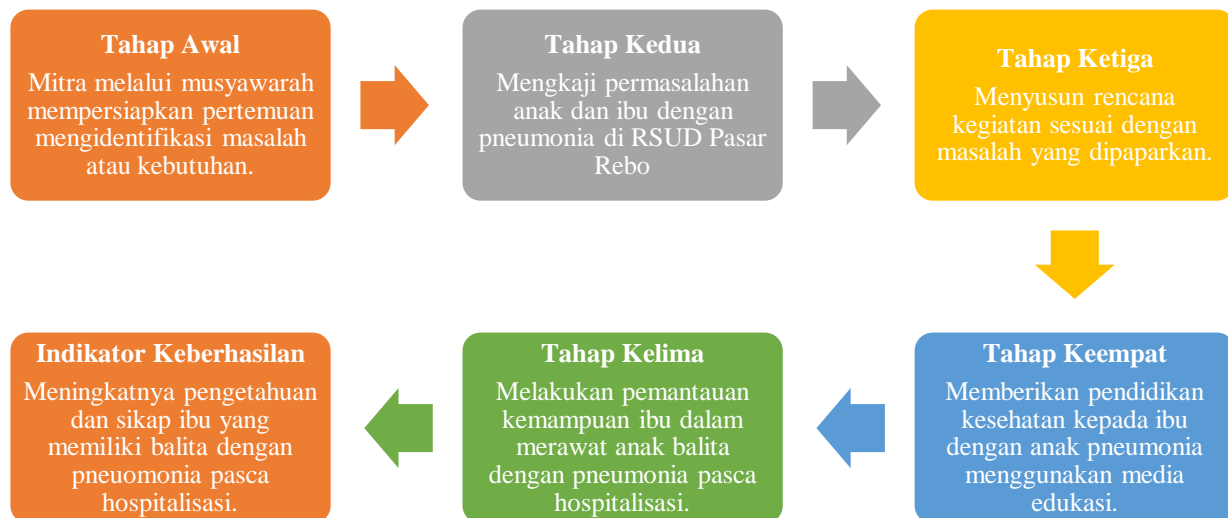 Tahap Awal
Mitra melalui musyawarah
mempersiapkan pertemuan
mengidentifikasi masalah
atau kebutuhan.
Tahap Kedua
Mengkaji permasalahan
anak dan ibu dengan
pneumonia di RSUD Pasar
Rebo
Tahap Ketiga
Menyusun rencana
kegiatan sesuai dengan
masalah yang dipaparkan.
Tahap Keempat
Memberikan pendidikan
kesehatan kepada ibu
dengan anak pneumonia
menggunakan media
edukasi.
Tahap Kelima
Melakukan pemantauan
kemampuan ibu dalam
merawat anak balita
dengan pneumonia pasca
hospitalisasi.
Indikator Keberhasilan
Meningkatnya pengetahuan
dan sikap ibu yang
memiliki balita dengan
pneuomonia pasca
hospitalisasi.